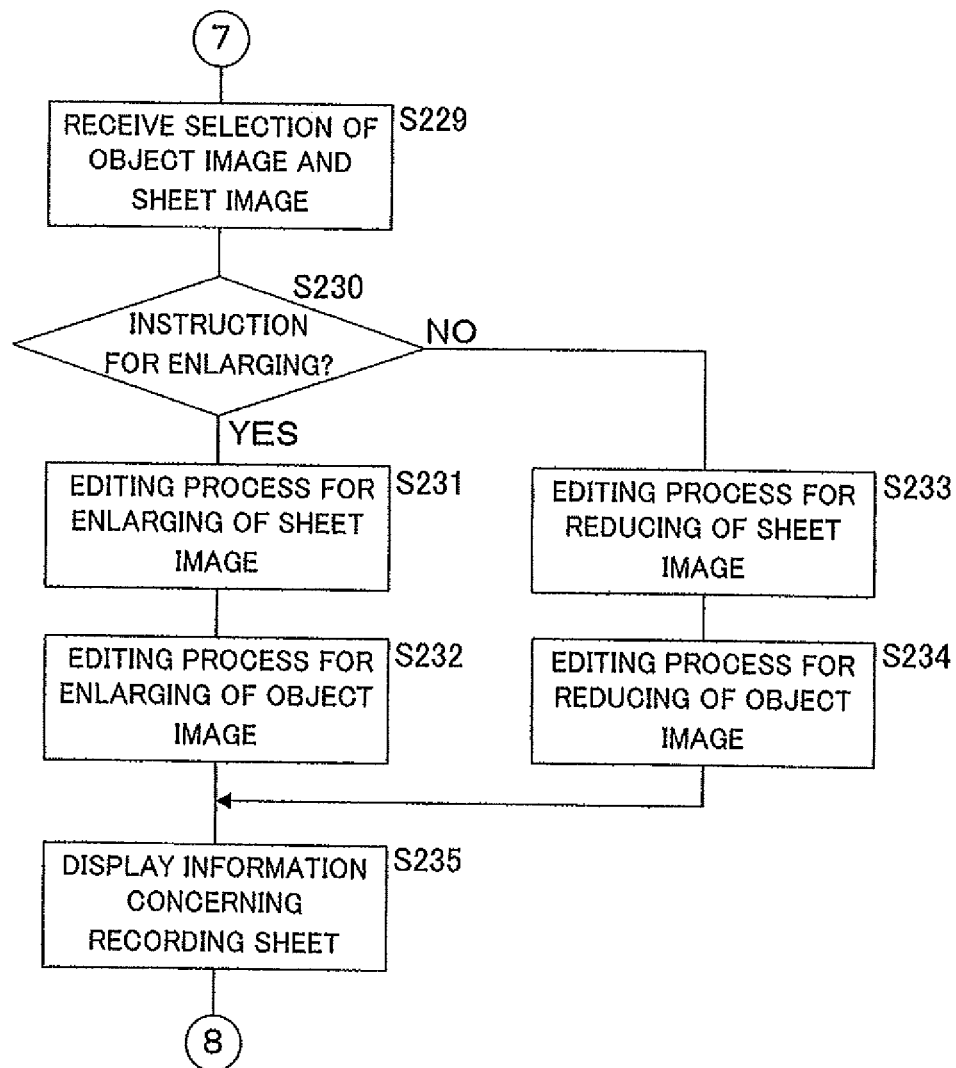 7
RECEIVE SELECTION OF
OBJECT IMAGE AND
SHEET IMAGE
S229
S230
INSTRUCTION
FOR ENLARGING?
NO
YES
EDITING PROCESS FOR
ENLARGING OF SHEET
IMAGE
S231
EDITING PROCESS FOR
REDUCING OF SHEET
IMAGE
S233
EDITING PROCESS FOR
ENLARGING OF OBJECT
IMAGE
S232
EDITING PROCESS FOR
REDUCING OF OBJECT
IMAGE
S234
DISPLAY INFORMATION
CONCERNING
RECORDING SHEET
S235
8